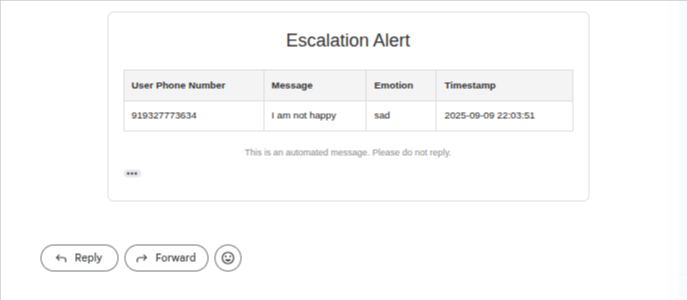 Escalation Alert
User Phone Number Message Emotion Timestamp
919327773634 I am not happy sad 2025-09-09 22:03:51
This is an automated message. Please do not reply.
Reply Forward